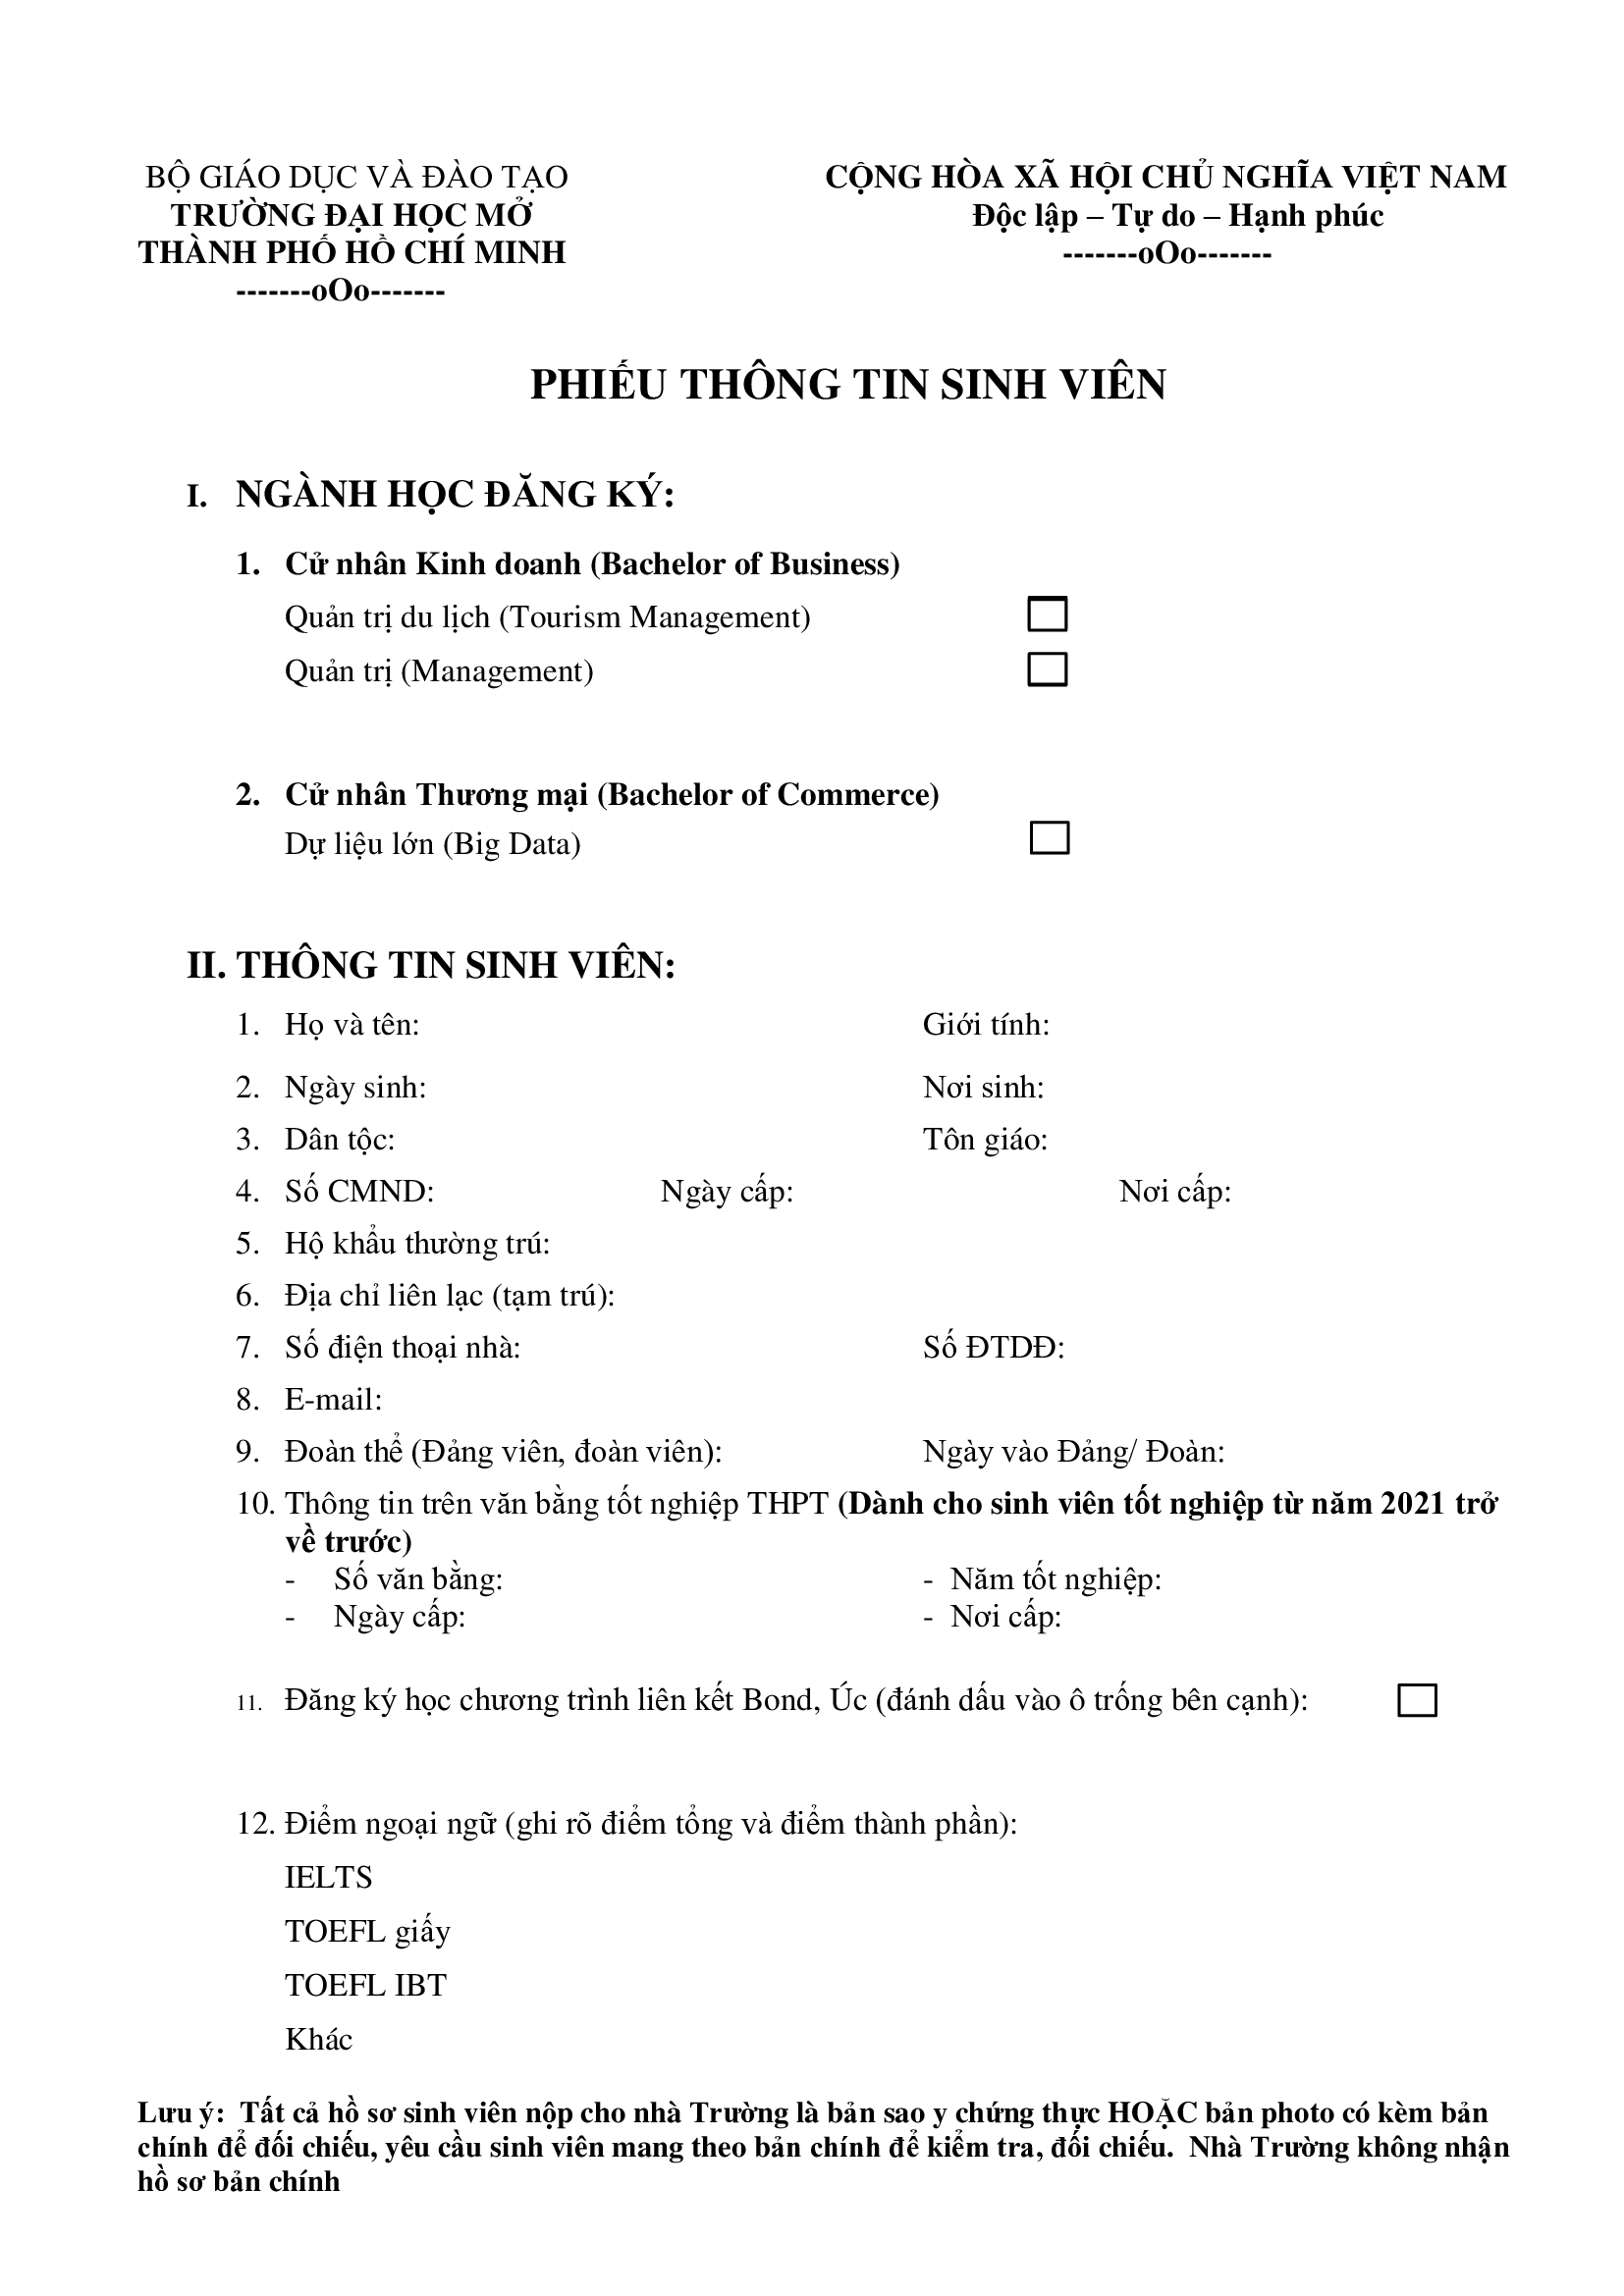 BỘ GIÁO DỤC VÀ ĐÀO TẠO
TRƯỜNG ĐẠI HỌC MỞ
THÀNH PHỐ HỒ CHÍ MINH
-------oOo-------
CỘNG HÒA XÃ HỘI CHỦ NGHĨA VIỆT NAM
Độc lập – Tự do – Hạnh phúc
-------oOo-------
PHIẾU THÔNG TIN SINH VIÊN
I. NGÀNH HỌC ĐĂNG KÝ:
1. Cử nhân Kinh doanh (Bachelor of Business)
Quản trị du lịch (Tourism Management)
Quản trị (Management)
2. Cử nhân Thương mại (Bachelor of Commerce)
Dự liệu lớn (Big Data)
II. THÔNG TIN SINH VIÊN:
1. Họ và tên: Giới tính:
2. Ngày sinh: Nơi sinh:
3. Dân tộc: Tôn giáo:
4. Số CMND: Ngày cấp: Nơi cấp:
5. Hộ khẩu thường trú:
6. Địa chỉ liên lạc (tạm trú):
7. Số điện thoại nhà: Số ĐTDĐ:
8. E-mail:
9. Đoàn thể (Đảng viên, đoàn viên): Ngày vào Đảng/ Đoàn:
10. Thông tin trên văn bằng tốt nghiệp THPT (Dành cho sinh viên tốt nghiệp từ năm 2021 trở
về trước)
- Số văn bằng: - Năm tốt nghiệp:
- Ngày cấp: - Nơi cấp:
11. Đăng ký học chương trình liên kết Bond, Úc (đánh dấu vào ô trống bên cạnh):
12. Điểm ngoại ngữ (ghi rõ điểm tổng và điểm thành phần):
IELTS
TOEFL giấy
TOEFL IBT
Khác
Lưu ý: Tất cả hồ sơ sinh viên nộp cho nhà Trường là bản sao y chứng thực HOẶC bản photo có kèm bản
chính để đối chiếu, yêu cầu sinh viên mang theo bản chính để kiểm tra, đối chiếu. Nhà Trường không nhận
hồ sơ bản chính